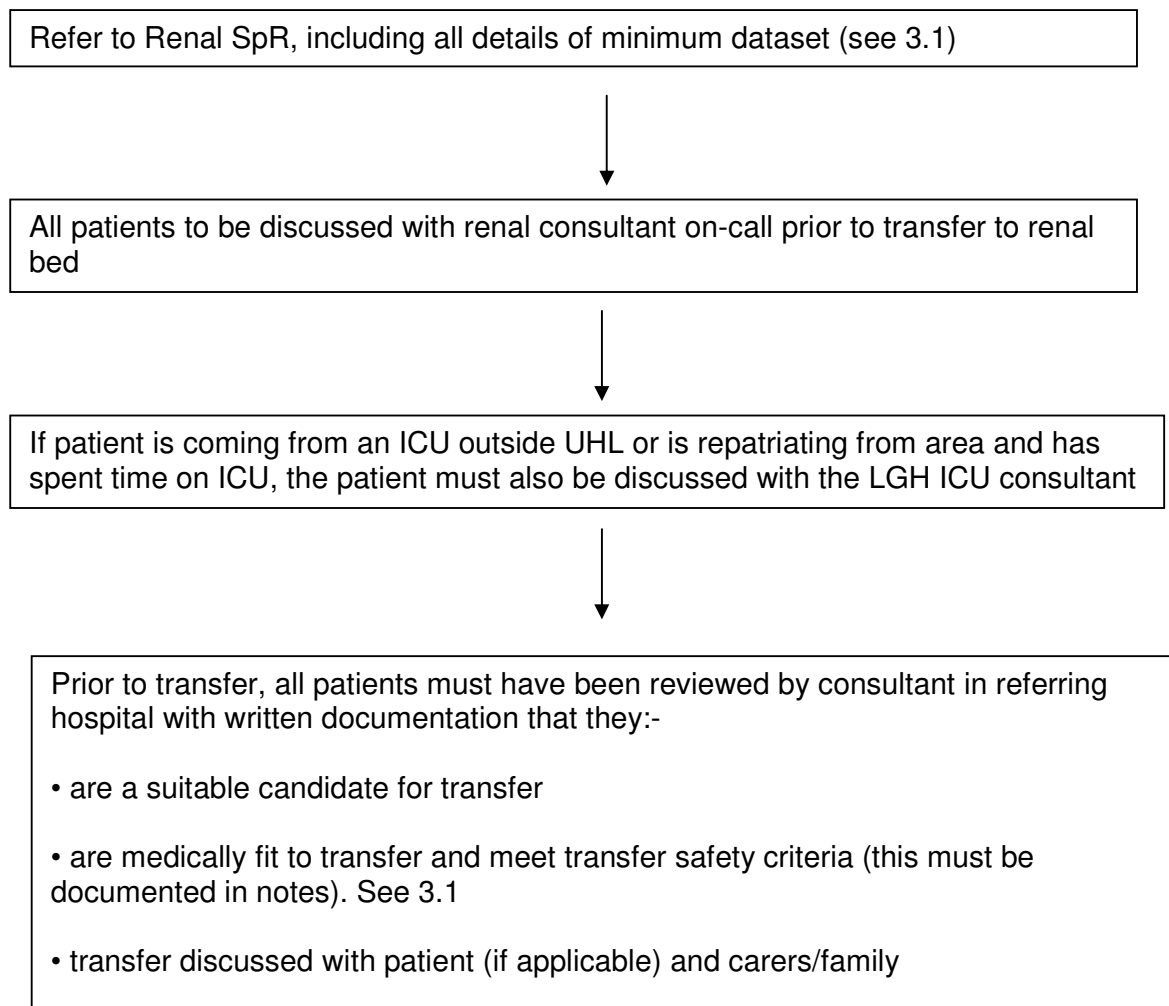 Refer to Renal SpR, including all details of minimum dataset (see 3.1)
All patients to be discussed with renal consultant on-call prior to transfer to renal
bed
If patient is coming from an ICU outside UHL or is repatriating from area and has
spent time on ICU, the patient must also be discussed with the LGH ICU consultant
Prior to transfer, all patients must have been reviewed by consultant in referring
hospital with written documentation that they:-
• are a suitable candidate for transfer
• are medically fit to transfer and meet transfer safety criteria (this must be
documented in notes). See 3.1
• transfer discussed with patient (if applicable) and carers/family